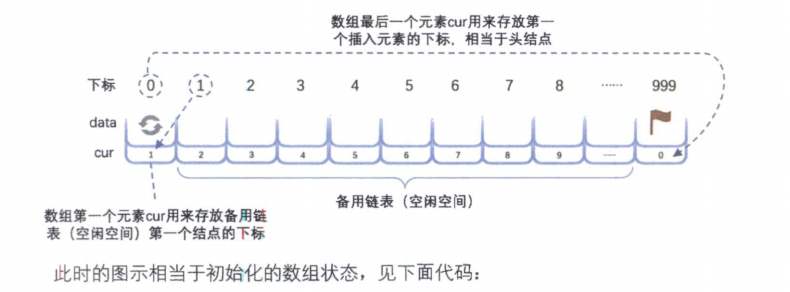 数组最后一个元素cur用来存放第一
个插入元素的下标，相当于头结点
下标 0 1 2 3 4 5 6 7 8 …… 999
data
cur 1 2 3 4 5 6 7 8 9 …… 0
备用链表（空闲空间）
数组第一个元素cur用来存放备用链
表（空闲空间）第一个结点的下标
此时的图示相当于初始化的数组状态，见下面代码：